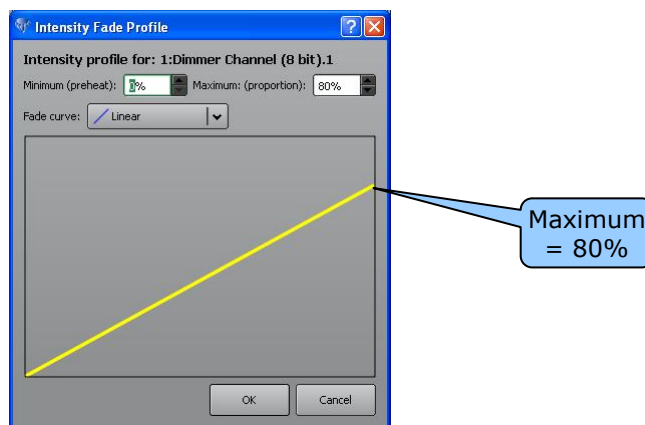 Intensity Fade Profile
Intensity profile for: 1:Dimmer Channel (8 bit).1
Minimum (preheat): 0% Maximum: (proportion): 80%
Fade curve: Linear
Maximum
= 80%
OK Cancel